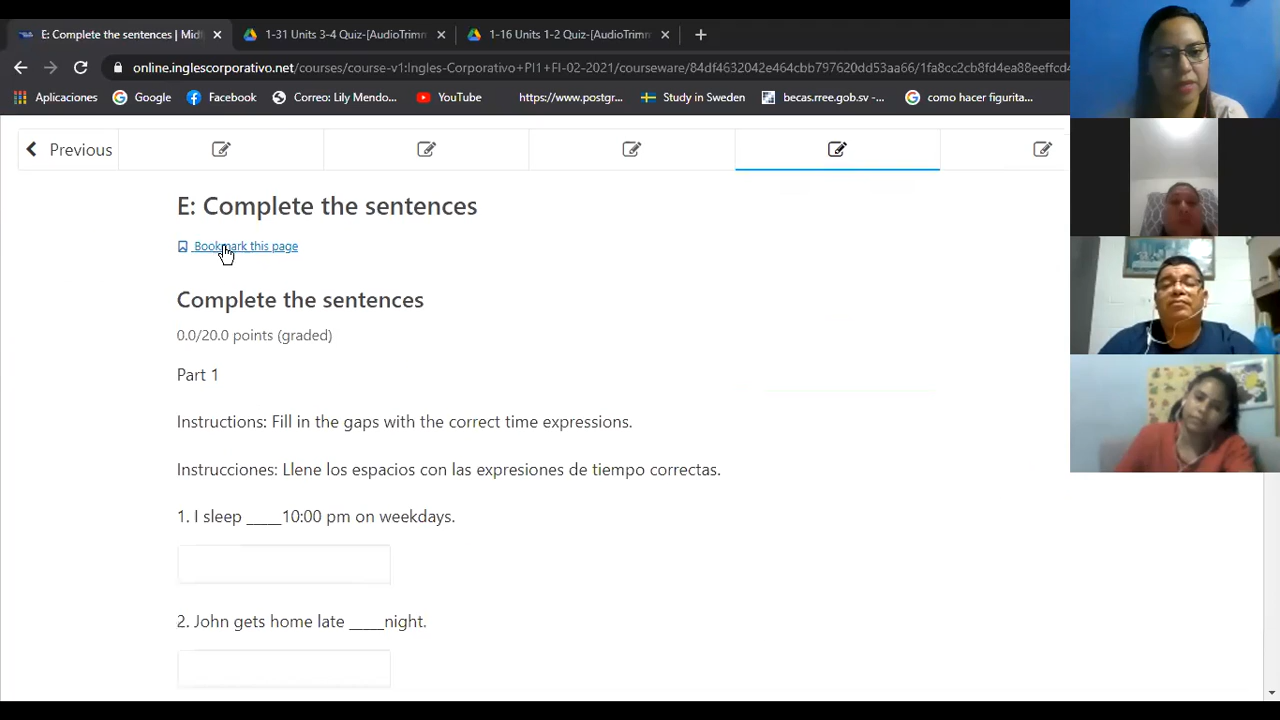 E: Complete the sentences | Mid
1-31 Units 3-4 Quiz-[AudioTrimm
1-16 Units 1-2 Quiz-[AudioTrimm
online.inglescorporativo.net/courses/course-v1:Ingles-Corporativo+PI1+FI-02-2021/courseware/84df4632042e464cbb797620dd53aa66/1fa8cc2cb8fd4ea88eeffcd4
Aplicaciones
Google
Facebook
Correo: Lily Mendo...
YouTube
https://www.postgr...
Study in Sweden
becas.rree.gob.sv -...
como hacer figurita...
Previous
E: Complete the sentences
Bookmark this page
Complete the sentences
0.0/20.0 points (graded)
Part 1
Instructions: Fill in the gaps with the correct time expressions.
Instrucciones: Llene los espacios con las expresiones de tiempo correctas.
1. I sleep ____10:00 pm on weekdays.
2. John gets home late ____night.